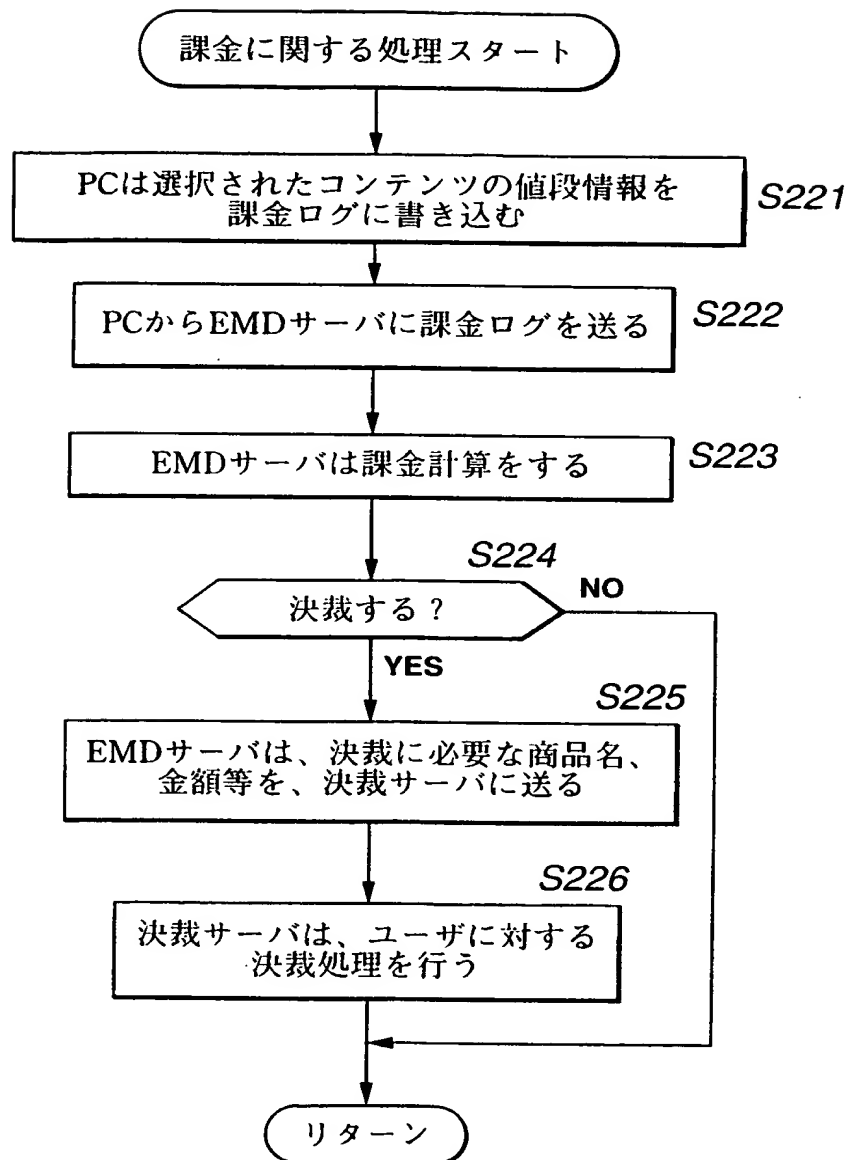 課金に関する処理スタート
PCは選択されたコンテンツの値段情報を
課金ログに書き込む
S221
PCからEMDサーバに課金ログを送る
S222
EMDサーバは課金計算をする
S223
S224
決裁する?
NO
YES
S225
EMDサーバは、決裁に必要な商品名、
金額等を、決裁サーバに送る
S226
決裁サーバは、ユーザに対する
決裁処理を行う
リターン